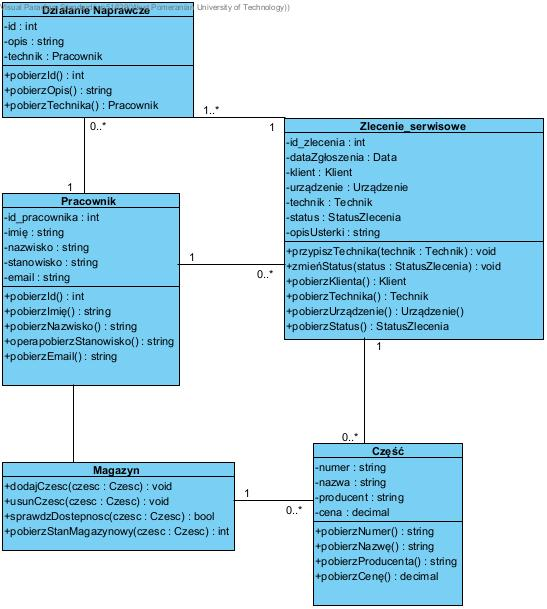 Działanie Naprawcze
University of Technology))
-id : int
-opis : string
-technik : Pracownik
+pobierzId() : int
+pobierzOpis() : string
+pobierzTechnika() : Pracownik
1..*
0..*
1
Zlecenie_serwisowe
-id_zlecenia : int
-dataZgłoszenia : Data
-klient : Klient
-urządzenie : Urządzenie
-technik : Technik
-status : StatusZlecenia
-opisUsterki : string
+przypiszTechnika(technik : Technik) : void
+zmieńStatus(status : StatusZlecenia) : void
+pobierzKlienta() : Klient
+pobierzTechnika() : Technik
+pobierzUrządzenie() : Urządzenie()
+pobierzStatus() : StatusZlecenia
1
Pracownik
-id_pracownika : int
-imię : string
-nazwisko : string
-stanowisko : string
-email : string
+pobierzId() : int
+pobierzImię() : string
+pobierzNazwisko() : string
+operapobierzStanowisko() : string
+pobierzEmail() : string
1
0..*
1
0..*
Magazyn
+dodajCzesc(czesc : Czesc) : void
+usunCzesc(czesc : Czesc) : void
+sprawdzDostepnosc(czesc : Czesc) : bool
+pobierzStanMagazynowy(czesc : Czesc) : int
1
0..*
Część
-numer : string
-nazwa : string
-producent : string
-cena : decimal
+pobierzNumer() : string
+pobierzNazwę() : string
+pobierzProducenta() : string
+pobierzCenę() : decimal